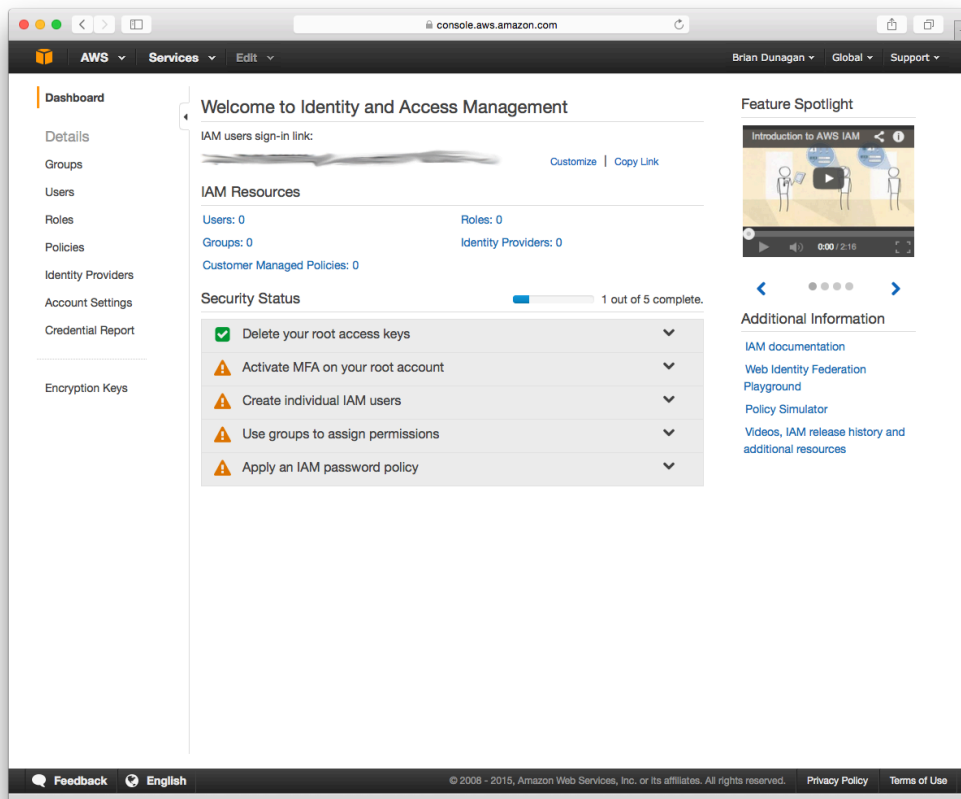 console.aws.amazon.com
AWS Services Edit Brian Dunagan Global Support
Dashboard
Details
Groups
Users
Roles
Policies
Identity Providers
Account Settings
Credential Report
Encryption Keys
Welcome to Identity and Access Management
IAM users sign-in link:
Customize | Copy Link
IAM Resources
Users: 0 Roles: 0
Groups: 0 Identity Providers: 0
Customer Managed Policies: 0
Security Status 1 out of 5 complete.
Delete your root access keys
Activate MFA on your root account
Create individual IAM users
Use groups to assign permissions
Apply an IAM password policy
Feature Spotlight
Introduction to AWS IAM
0:00 / 2:16
Additional Information
IAM documentation
Web Identity Federation
Playground
Policy Simulator
Videos, IAM release history and
additional resources
Feedback English © 2008 - 2015, Amazon Web Services, Inc. or its affiliates. All rights reserved. Privacy Policy Terms of Use